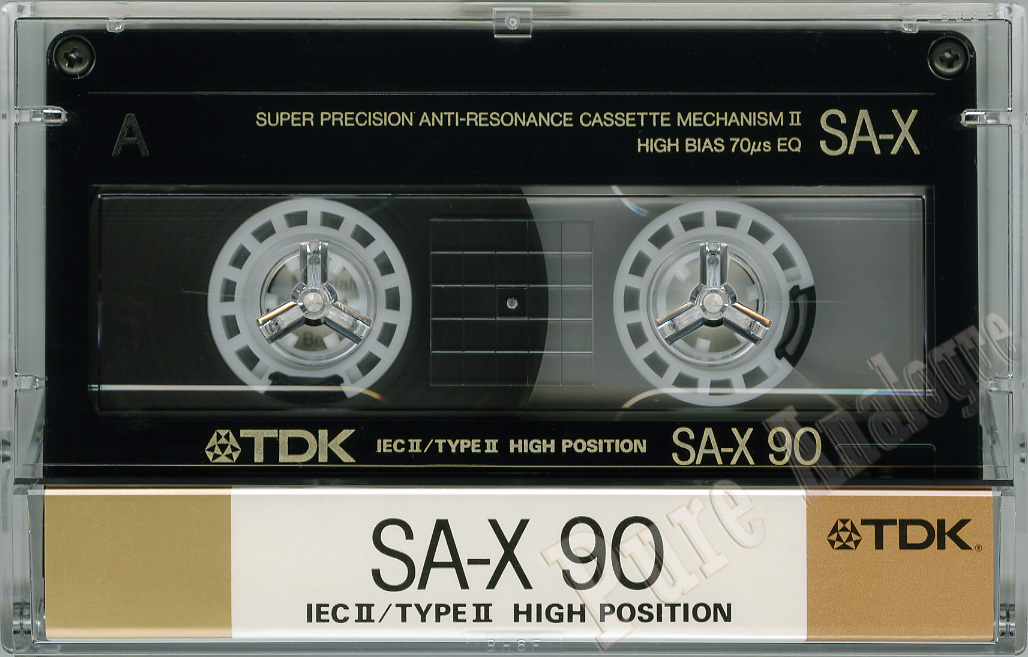 A
SUPER PRECISION ANTI-RESONANCE CASSETTE MECHANISM II
HIGH BIAS 70µs EQ
SA-X
TDK
IEC II/TYPE II HIGH POSITION
SA-X 90
SA-X 90
IEC II/TYPE II HIGH POSITION
TDK®
Pure Analogue